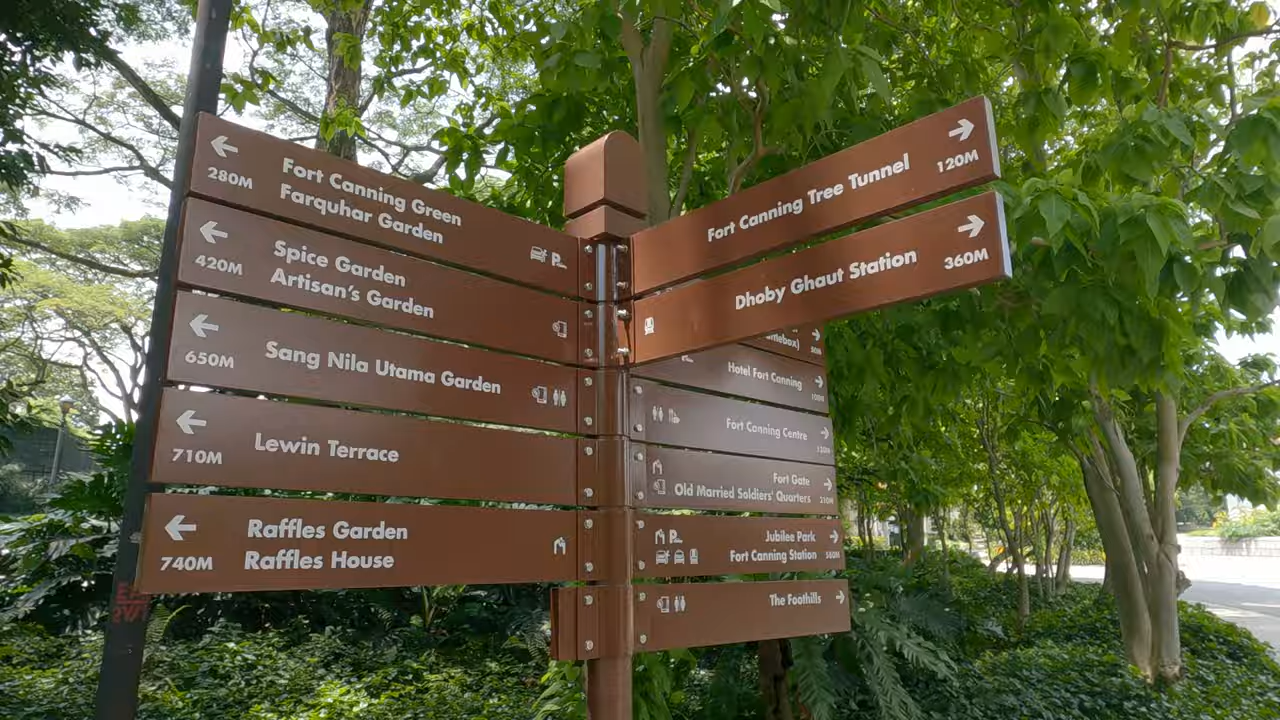 280M
Fort Canning Green
Farquhar Garden
P
420M
Spice Garden
Artisan's Garden
650M
Sang Nila Utama Garden
710M
Lewin Terrace
740M
Raffles Garden
Raffles House
Fort Canning Tree Tunnel
120M
Dhoby Ghaut Station
360M
Hotel Fort Canning
Fort Canning Centre
Fort Gate
Old Married Soldiers' Quarters
210M
P
Jubilee Park
Fort Canning Station
The Foothills